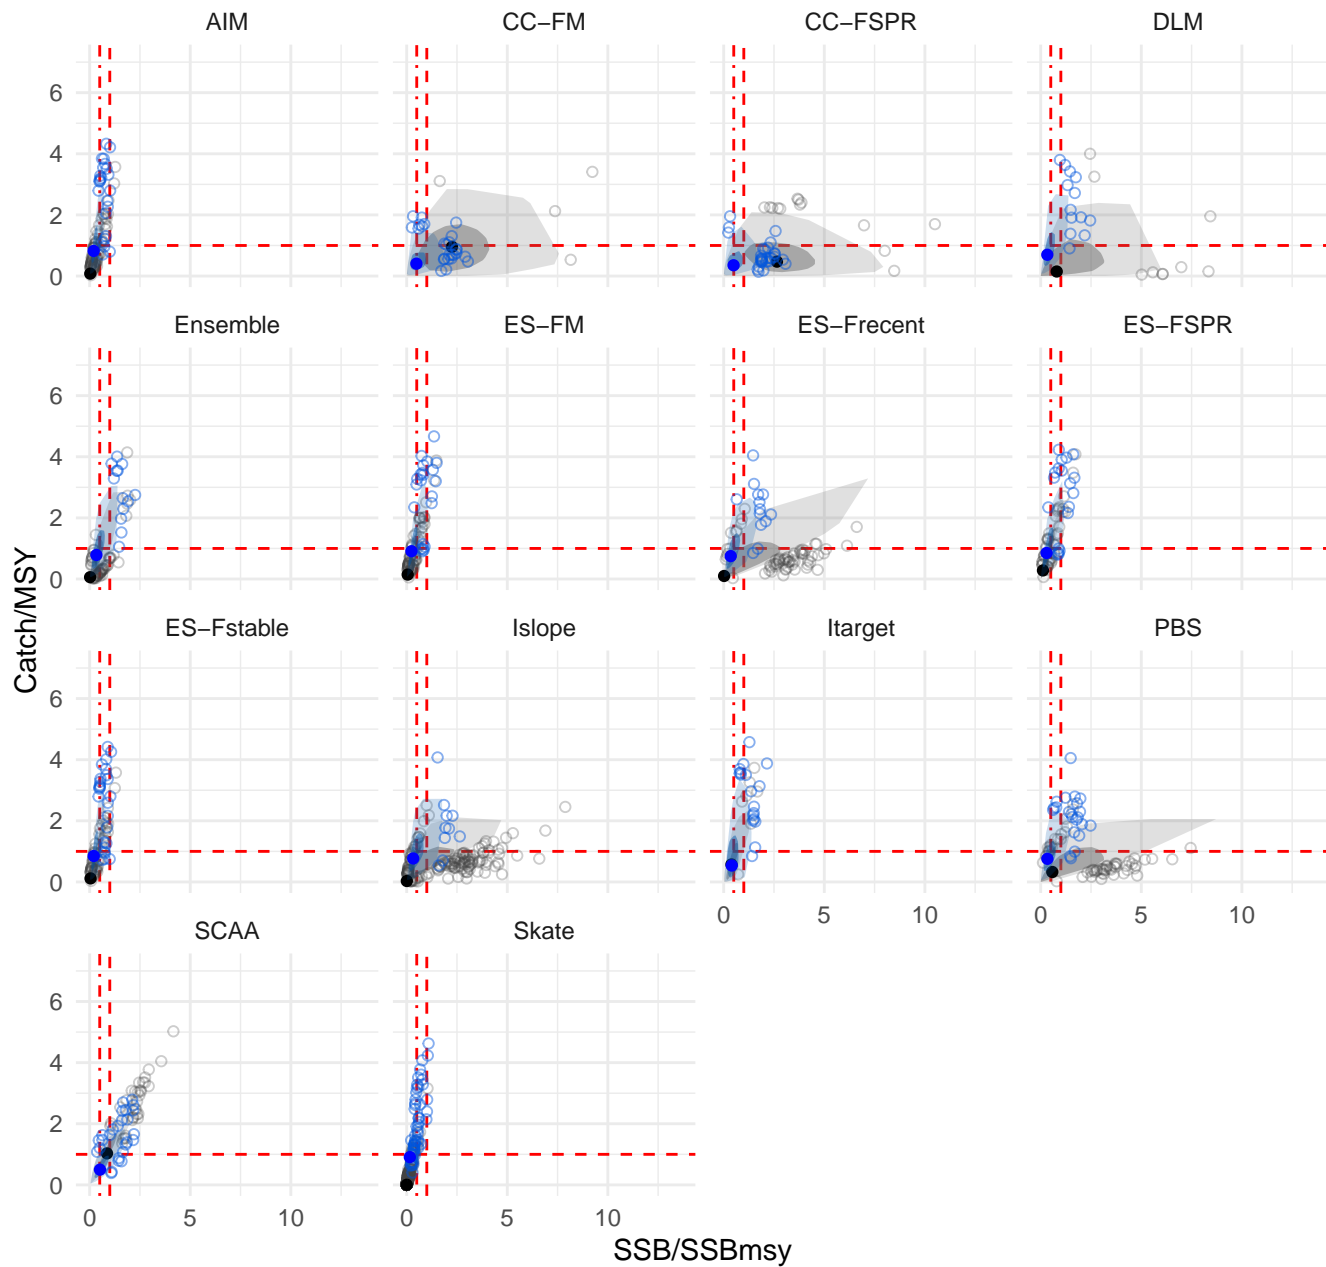 AIM CC−FM CC−FSPR DLM
6
4
2
0
Ensemble ES−FM ES−Frecent ES−FSPR
6
4
2
0
ES−Fstable Islope Itarget PBS
6
4
2
0
0 5 10 0 5 10
SCAA Skate
6
4
2
0
0 5 10 0 5 10
SSB/SSBmsy
Catch/MSY